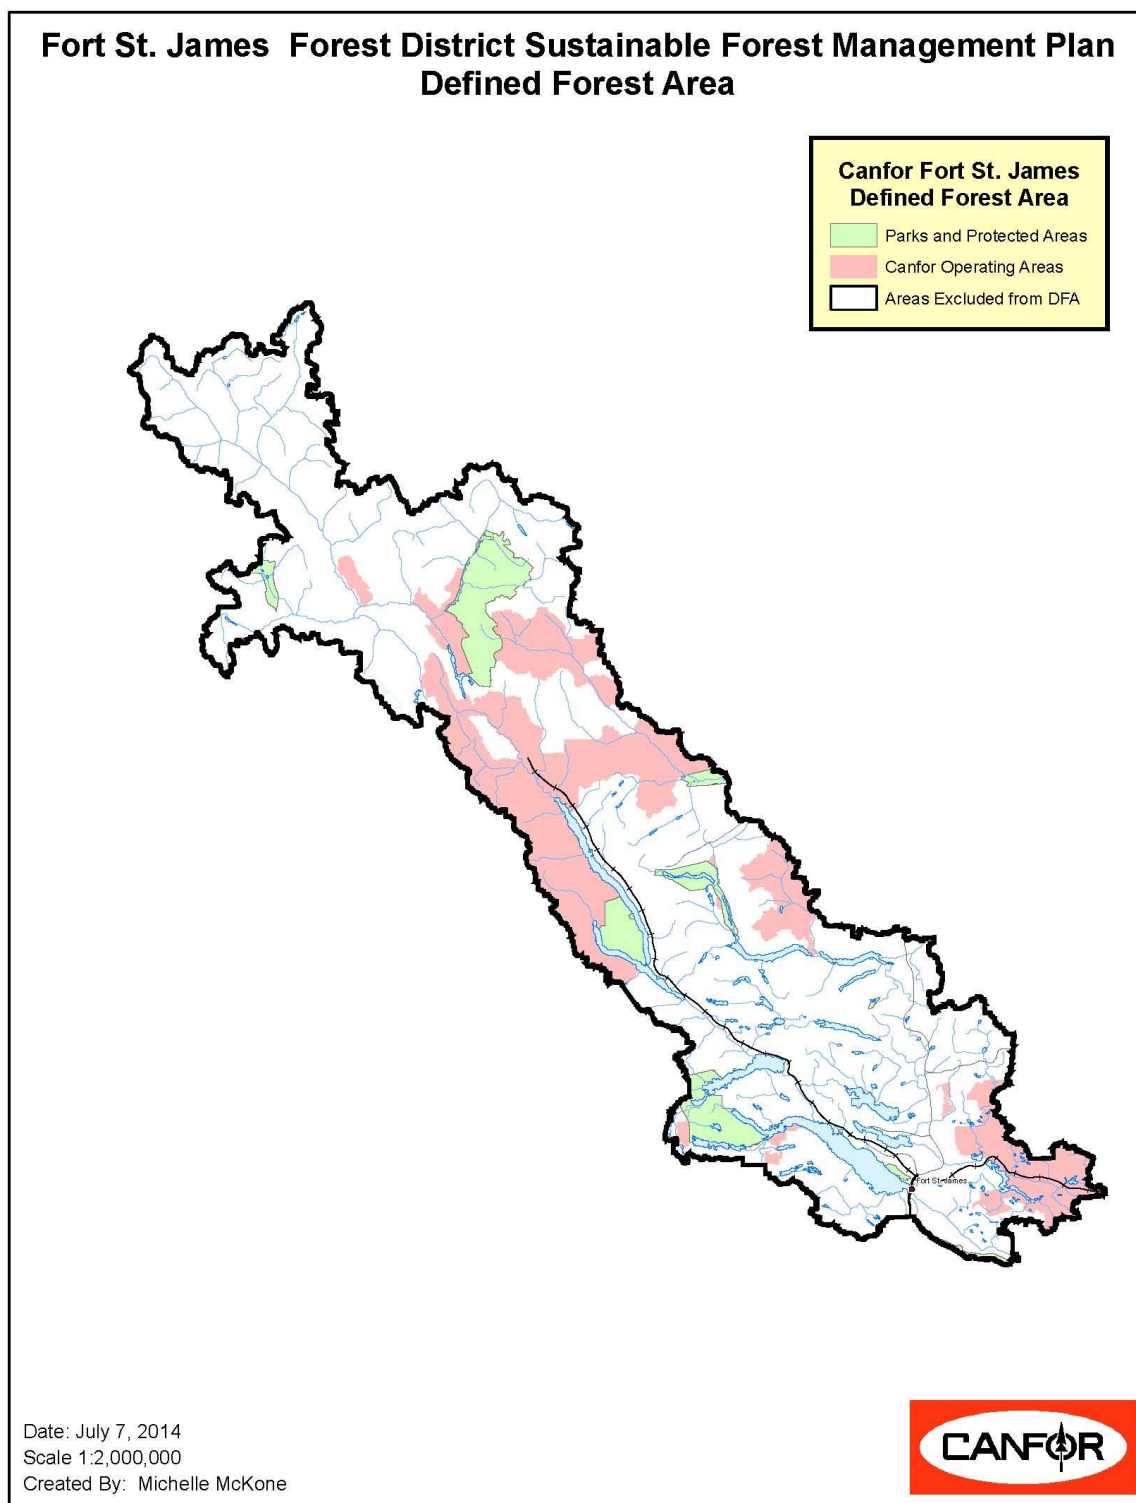 Fort St. James Forest District Sustainable Forest Management Plan
Defined Forest Area
Canfor Fort St. James
Defined Forest Area
Parks and Protected Areas
Canfor Operating Areas
Areas Excluded from DFA
Fort St. James
Date: July 7, 2014
Scale 1:2,000,000
Created By: Michelle McKone
CANFOR